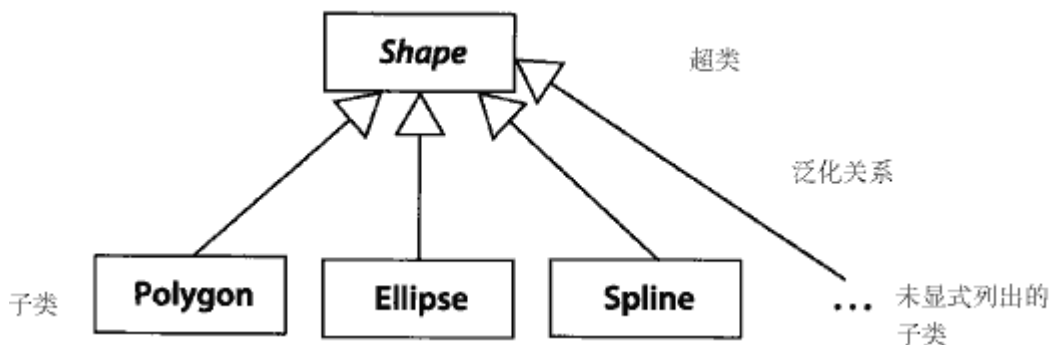 Shape
超类
泛化关系
子类
Polygon
Ellipse
Spline
... 未显式列出的
子类